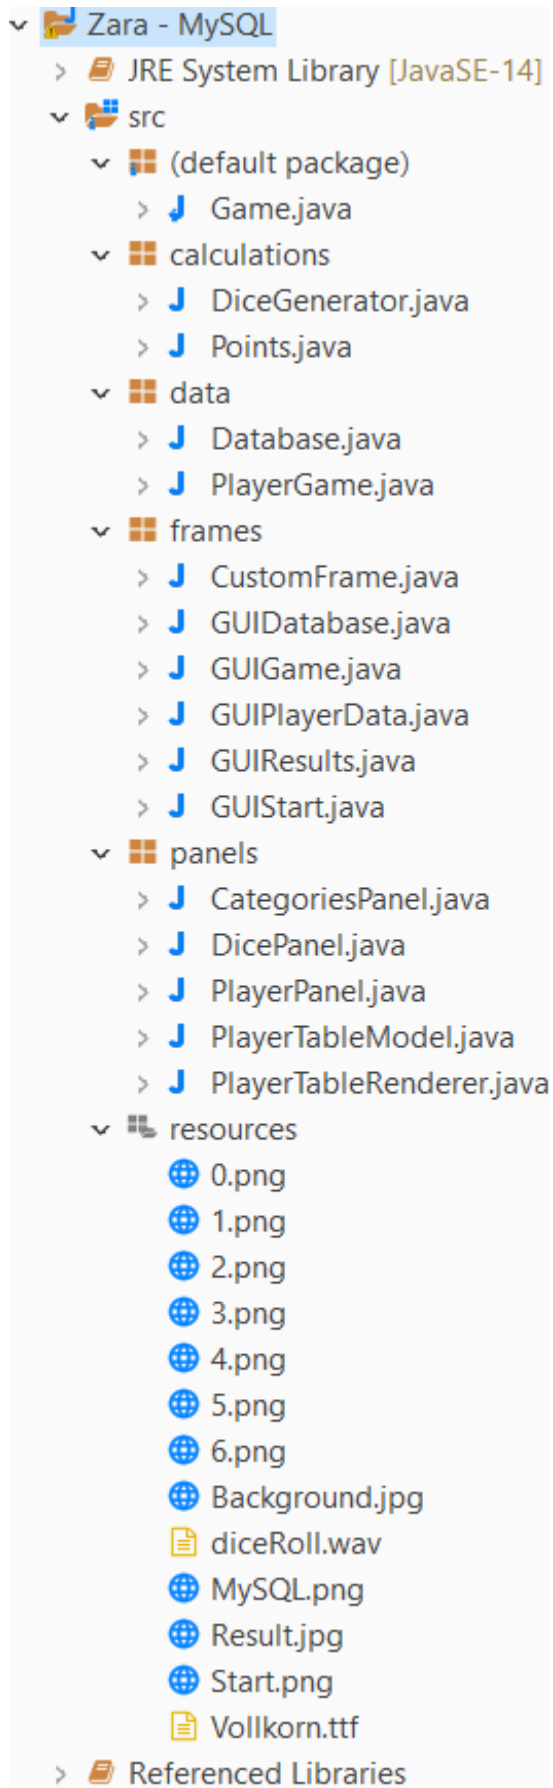 Zara - MySQL
JRE System Library [JavaSE-14]
src
(default package)
Game.java
calculations
DiceGenerator.java
Points.java
data
Database.java
PlayerGame.java
frames
CustomFrame.java
GUIDatabase.java
GUIGame.java
GUIPlayerData.java
GUIResults.java
GUIStart.java
panels
CategoriesPanel.java
DicePanel.java
PlayerPanel.java
PlayerTableModel.java
PlayerTableRenderer.java
resources
0.png
1.png
2.png
3.png
4.png
5.png
6.png
Background.jpg
diceRoll.wav
MySQL.png
Result.jpg
Start.png
Vollkorn.ttf
Referenced Libraries